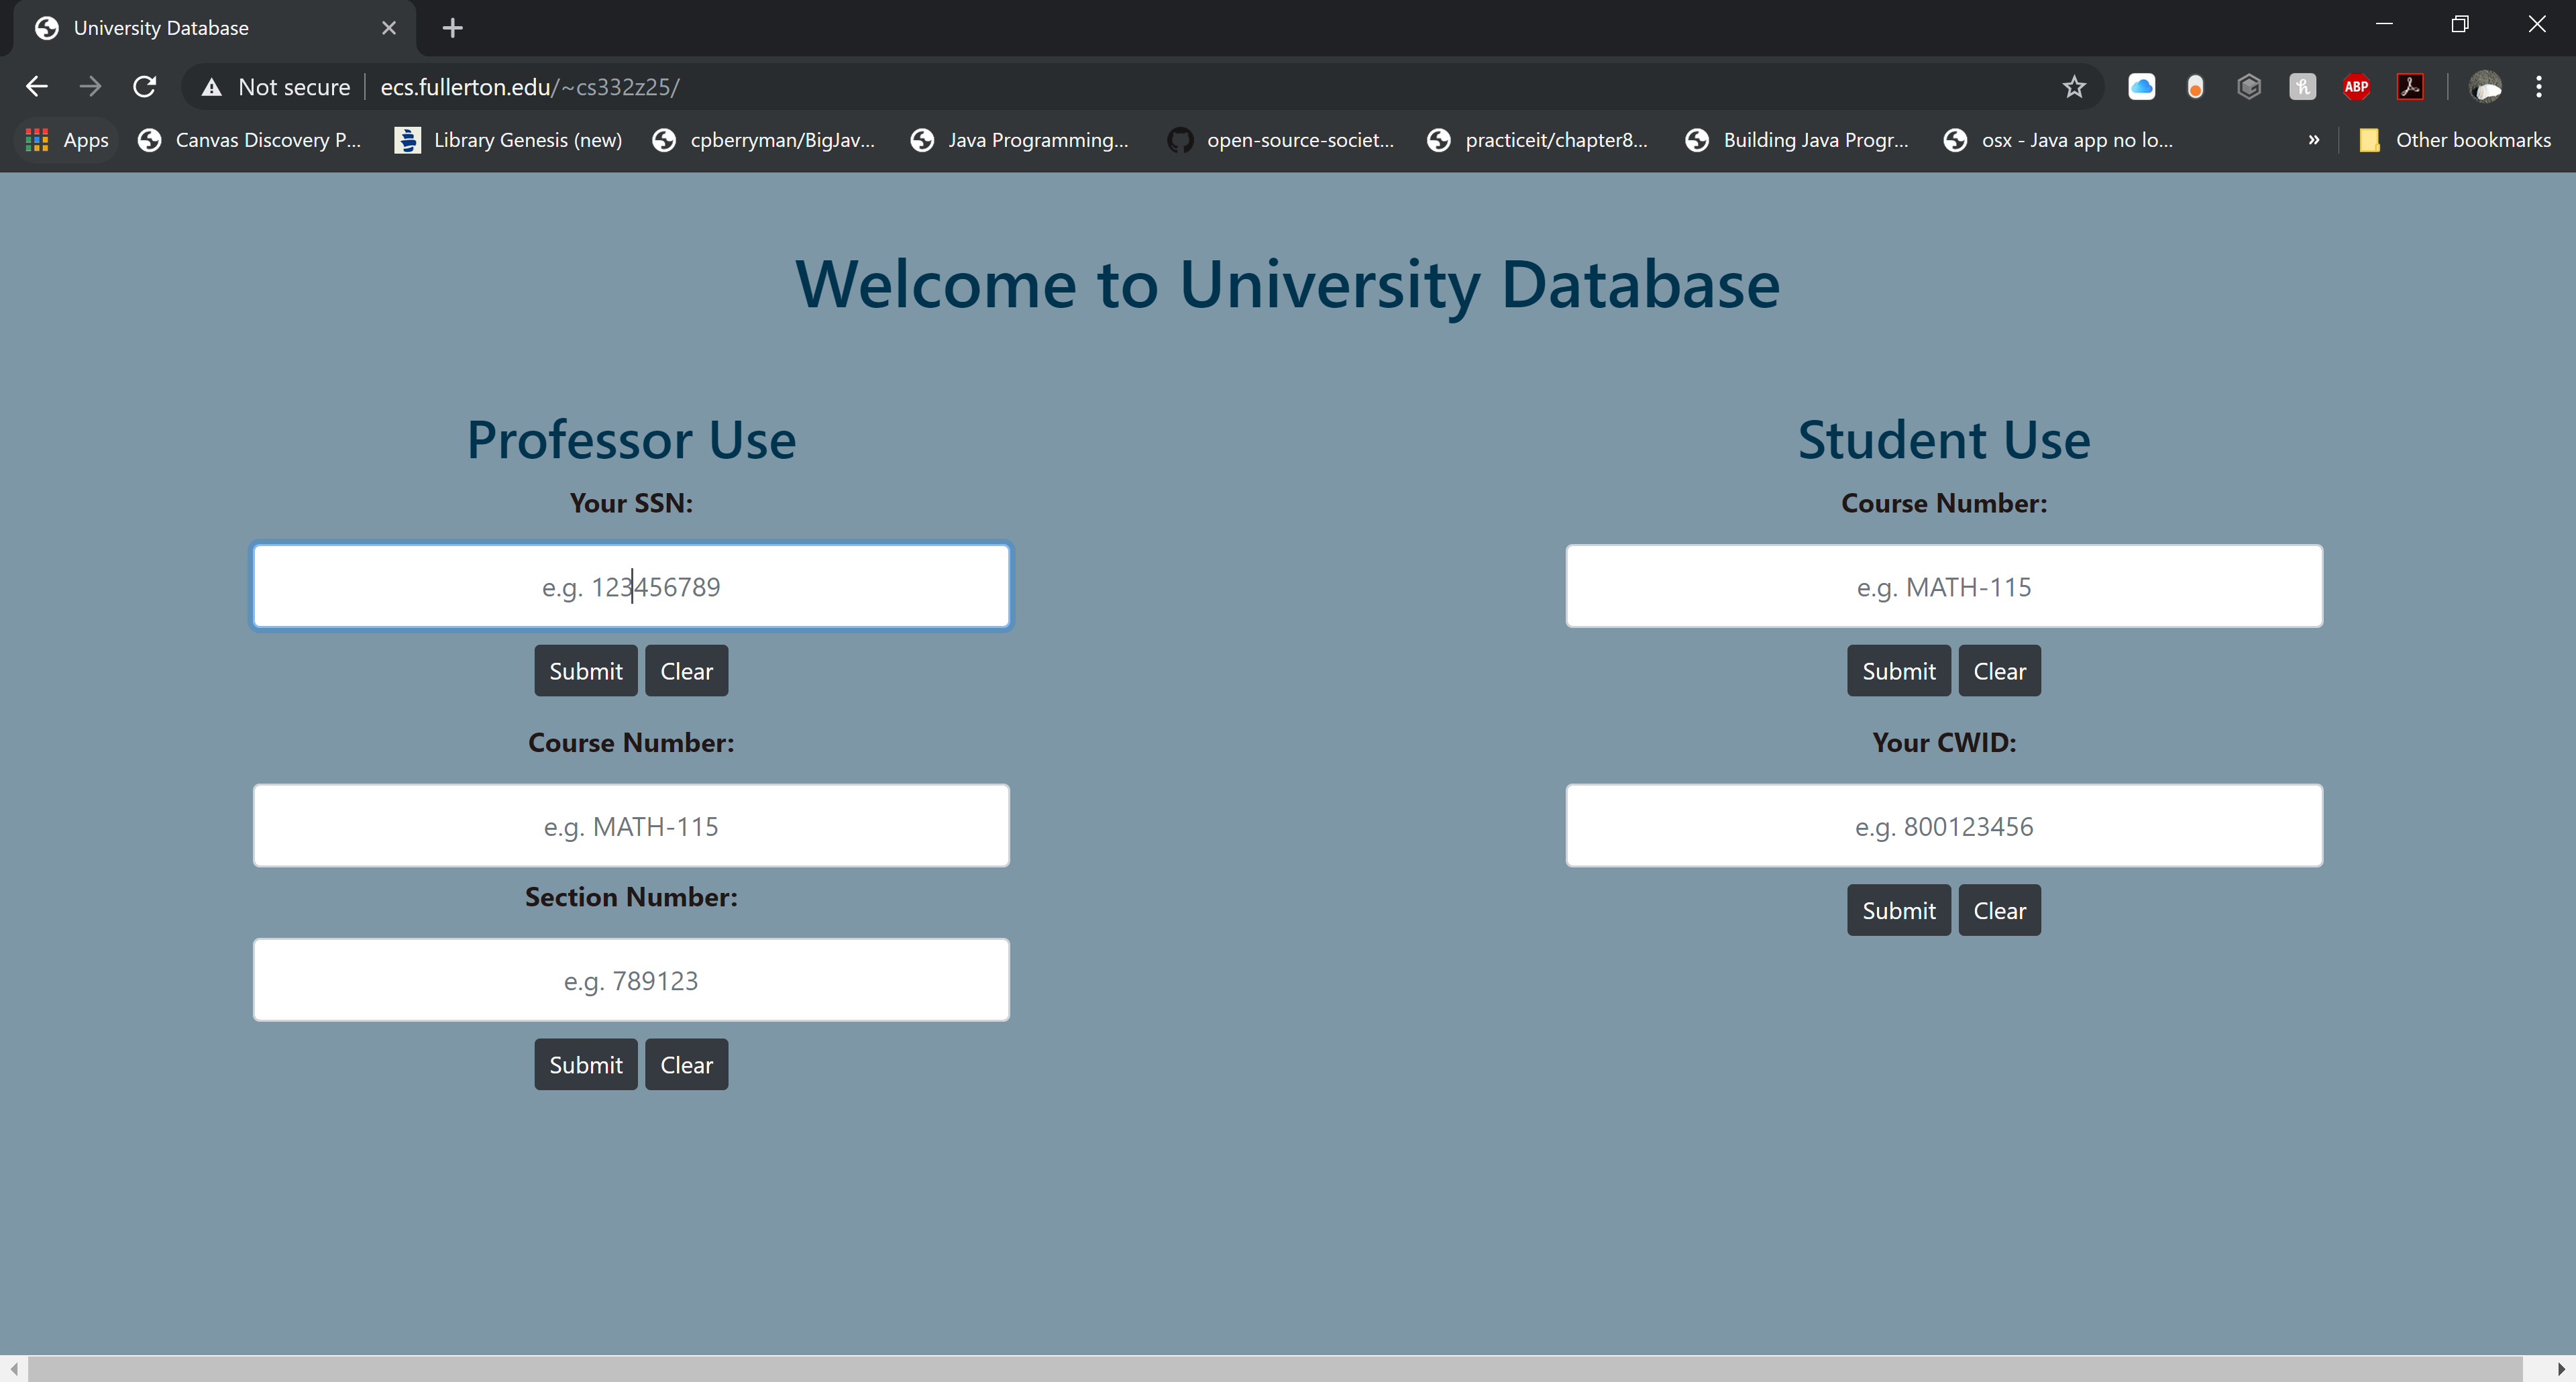 University Database
Not secure ecs.fullerton.edu/~cs332z25/
ABP
Apps Canvas Discovery P... Library Genesis (new) cpberryman/BigJav... Java Programming... open-source-societ... practiceit/chapter8... Building Java Progr... osx - Java app no lo... » Other bookmarks
Welcome to University Database
Professor Use
Your SSN:
e.g. 123456789
Submit Clear
Course Number:
e.g. MATH-115
Section Number:
e.g. 789123
Submit Clear
Student Use
Course Number:
e.g. MATH-115
Submit Clear
Your CWID:
e.g. 800123456
Submit Clear